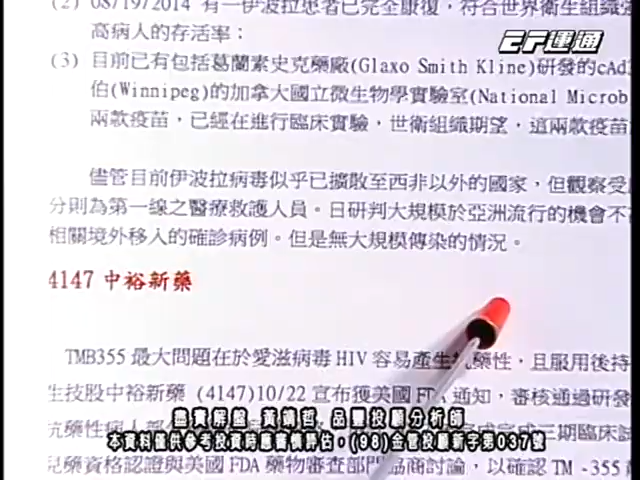 (2) 08/19/2014 有一伊波拉患者已完全康復，符合世界衛生組織
高病人的存活率；
EF運通
(3) 目前已有包括葛蘭素史克藥廠(Glaxo Smith Kline)研發的cAd
伯(Winnipeg)的加拿大國立微生物學實驗室(National Microb
兩款疫苗，已經在進行臨床實驗，世衛組織期望，這兩款疫苗
儘管目前伊波拉病毒似乎已擴散至西非以外的國家，但觀察受
分則為第一線之醫療救護人員。日研判大規模於亞洲流行的機會不
相關境外移入的確診病例。但是無大規模傳染的情況。
4147 中裕新藥
TMB355 最大問題在於愛滋病毒 HIV 容易產生抗藥性，且服用後持
生技股中裕新藥 (4147)10/22 宣布獲美國 FDA 通知，審核通過研發
抗藥性病人 三期臨床試
盤實解盤 黃靖哲 品豐投顧分析師
本資料僅供參考投資時應審慎評估。(98)金管投顧新字第037號
兒藥資格認證與美國 FDA 藥物審查部門協商討論，以確認 TM -355